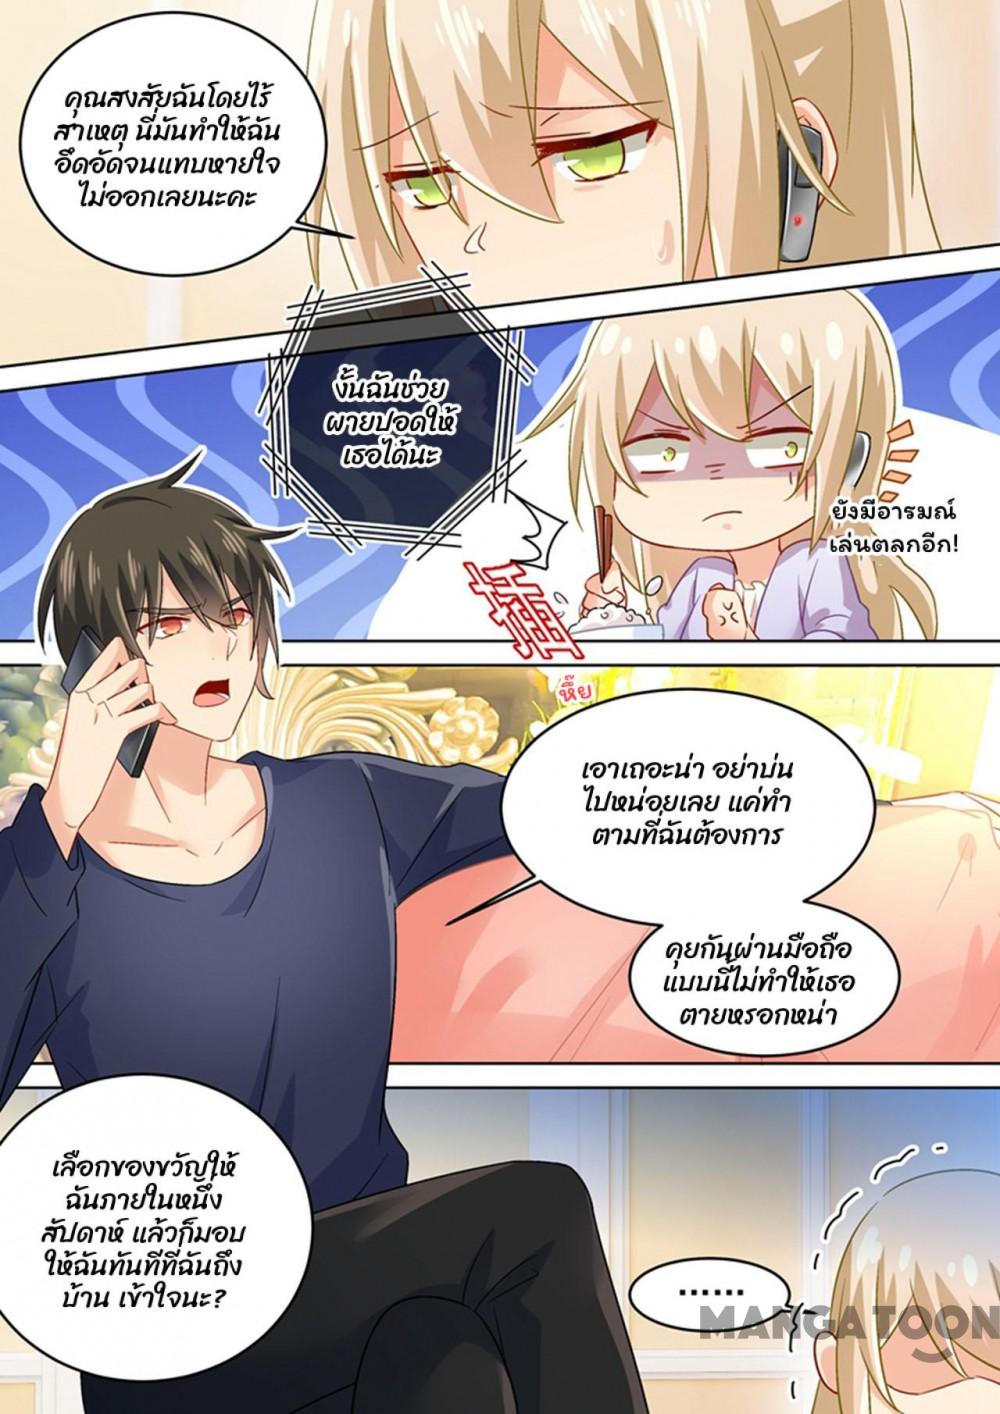 คุณสงสัยฉันโดยไร้
สาเหตุ นี่มันทำให้ฉัน
อึดอัดจนแทบหายใจ
ไม่ออกเลยนะคะ
งั้นฉันช่วย
ผายปอดให้
เธอได้นะ
ยังมีอารมณ์
เล่นตลกอีก!
插
หึ๊ย
เอาเถอะน่า อย่าบ่น
ไปหน่อยเลย แค่ทำ
ตามที่ฉันต้องการ
คุยกันผ่านมือถือ
แบบนี้ไม่ทำให้เธอ
ตายหรอกหน่า
เลือกของขวัญให้
ฉันภายในหนึ่ง
สัปดาห์ แล้วก็มอบ
ให้ฉันทันทีที่ฉันถึง
บ้าน เข้าใจนะ?
······
MANGATOON